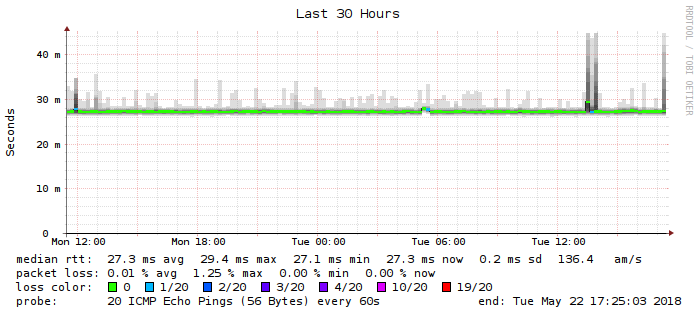 Last 30 Hours
RRDTOOL / TOBI OETIKER
Seconds
40 m
30 m
20 m
10 m
0
Mon 12:00 Mon 18:00 Tue 00:00 Tue 06:00 Tue 12:00
median rtt: 27.3 ms avg 29.4 ms max 27.1 ms min 27.3 ms now 0.2 ms sd 136.4 am/s
packet loss: 0.01 % avg 1.25 % max 0.00 % min 0.00 % now
loss color: 0 1/20 2/20 3/20 4/20 10/20 19/20
probe: 20 ICMP Echo Pings (56 Bytes) every 60s end: Tue May 22 17:25:03 2018